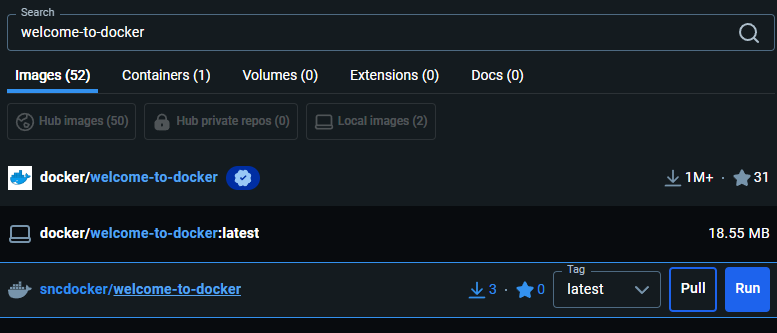 Search
welcome-to-docker
Images (52) Containers (1) Volumes (0) Extensions (0) Docs (0)
Hub images (50) Hub private repos (0) Local images (2)
docker/welcome-to-docker 1M+ · 31
docker/welcome-to-docker:latest 18.55 MB
Tag
sncdocker/welcome-to-docker 3 · 0 latest Pull Run